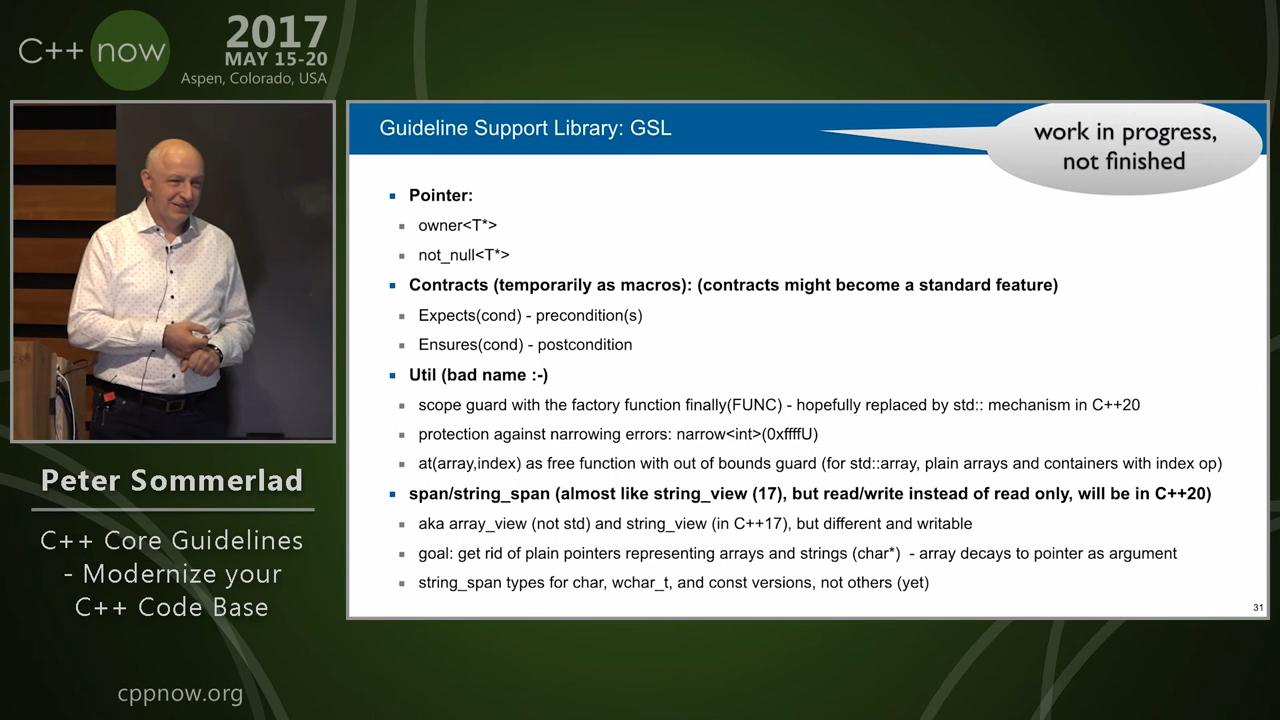 C++ now
2017
MAY 15-20
Aspen, Colorado, USA
Guideline Support Library: GSL
work in progress,
not finished
Pointer:
owner<T*>
not_null<T*>
Contracts (temporarily as macros): (contracts might become a standard feature)
Expects(cond) - precondition(s)
Ensures(cond) - postcondition
Util (bad name :-)
scope guard with the factory function finally(FUNC) - hopefully replaced by std:: mechanism in C++20
protection against narrowing errors: narrow<int>(0xffffU)
at(array,index) as free function with out of bounds guard (for std::array, plain arrays and containers with index op)
span/string_span (almost like string_view (17), but read/write instead of read only, will be in C++20)
aka array_view (not std) and string_view (in C++17), but different and writable
goal: get rid of plain pointers representing arrays and strings (char*) - array decays to pointer as argument
string_span types for char, wchar_t, and const versions, not others (yet)
31
Peter Sommerlad
C++ Core Guidelines
- Modernize your
C++ Code Base
cppnow.org